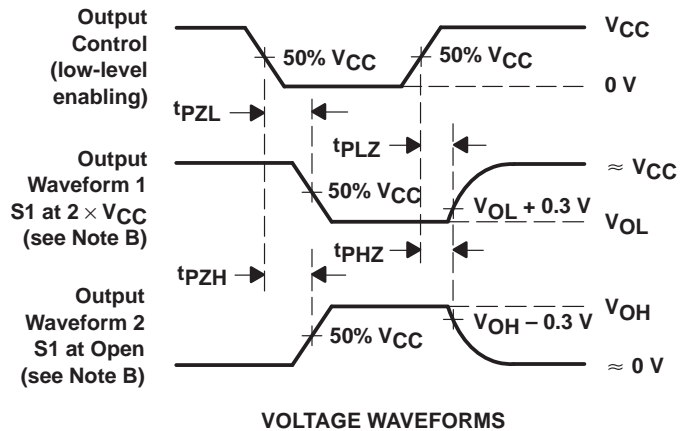 Output
Control
(low-level
enabling)
50% VCC
50% VCC
VCC
0 V
tPZL
tPLZ
Output
Waveform 1
S1 at 2 × VCC
(see Note B)
50% VCC
VOL + 0.3 V
≈ VCC
VOL
tPZH
tPHZ
Output
Waveform 2
S1 at Open
(see Note B)
50% VCC
VOH − 0.3 V
VOH
≈ 0 V
VOLTAGE WAVEFORMS